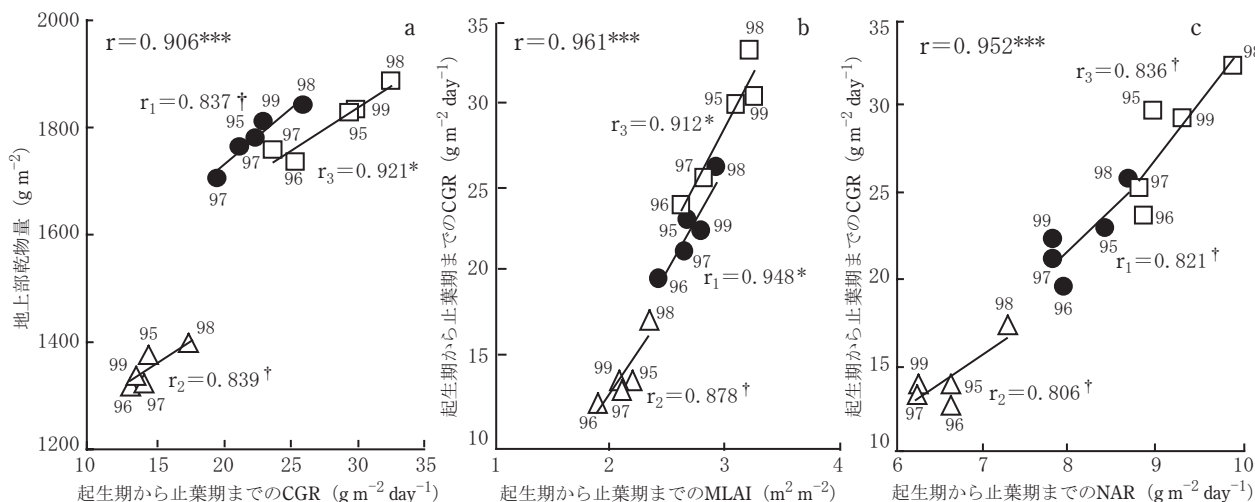 a
r=0.906***
2000
1800
1600
1400
1200
地上部乾物量 (g m⁻²)
r₁=0.837 †
99
98
95
97
97
98
99
95
97
96
r₃=0.921*
95
98
99
96
97
r₂=0.839 †
10 15 20 25 30 35
起生期から止葉期までのCGR (g m⁻² day⁻¹)
b
r=0.961***
35
30
25
20
15
10
起生期から止葉期までのCGR (g m⁻² day⁻¹)
98
95
99
r₃=0.912*
97
98
96
95
99
97
96
r₁=0.948*
98
99
95
96
97
r₂=0.878 †
1 2 3 4
起生期から止葉期までのMLAI (m² m⁻²)
c
r=0.952***
35
30
25
20
15
10
起生期から止葉期までのCGR (g m⁻² day⁻¹)
98
r₃=0.836 †
95
99
98
97
96
99
95
97
96
r₁=0.821 †
98
99
95
97
96
r₂=0.806 †
6 7 8 9 10
起生期から止葉期までのNAR (g m⁻² day⁻¹)